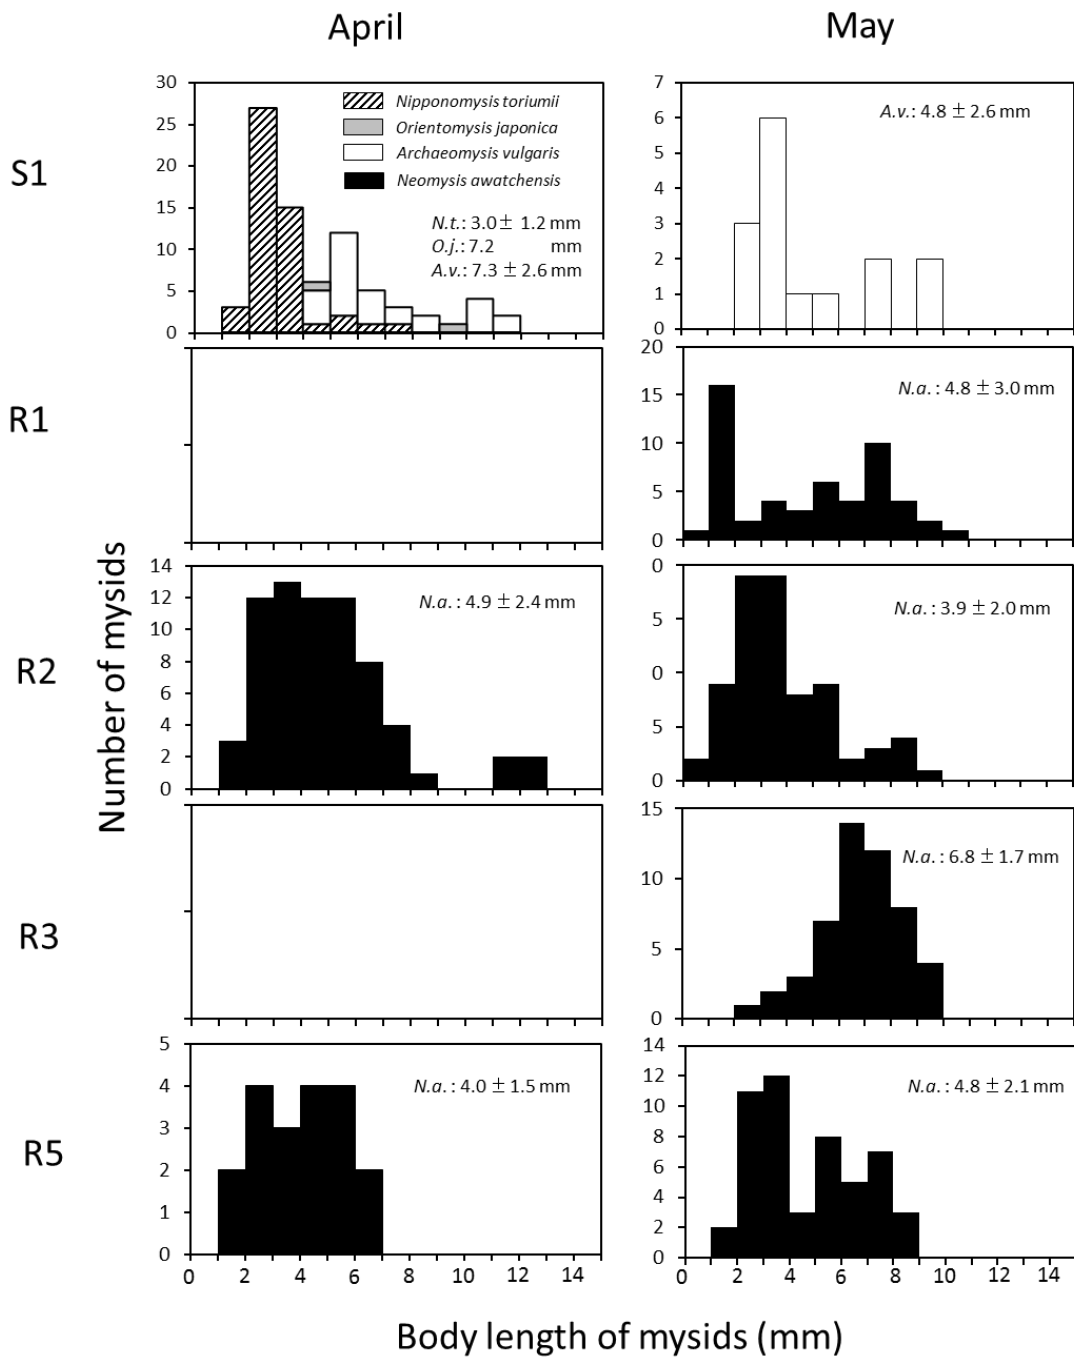 April
May
S1
30
25
20
15
10
5
0
Nipponomysis toriumii
Orientomysis japonica
Archaeomysis vulgaris
Neomysis awatchensis
N.t.: 3.0 ± 1.2 mm
O.j.: 7.2 mm
A.v.: 7.3 ± 2.6 mm
7
6
5
4
3
2
1
0
A.v.: 4.8 ± 2.6 mm
R1
20
15
10
5
0
N.a. : 4.8 ± 3.0 mm
Number of mysids
R2
14
12
10
8
6
4
2
0
N.a. : 4.9 ± 2.4 mm
0
5
0
5
0
N.a. : 3.9 ± 2.0 mm
R3
15
10
5
0
N.a. : 6.8 ± 1.7 mm
R5
5
4
3
2
1
0
N.a. : 4.0 ± 1.5 mm
0 2 4 6 8 10 12 14
14
12
10
8
6
4
2
0
N.a. : 4.8 ± 2.1 mm
0 2 4 6 8 10 12 14
Body length of mysids (mm)